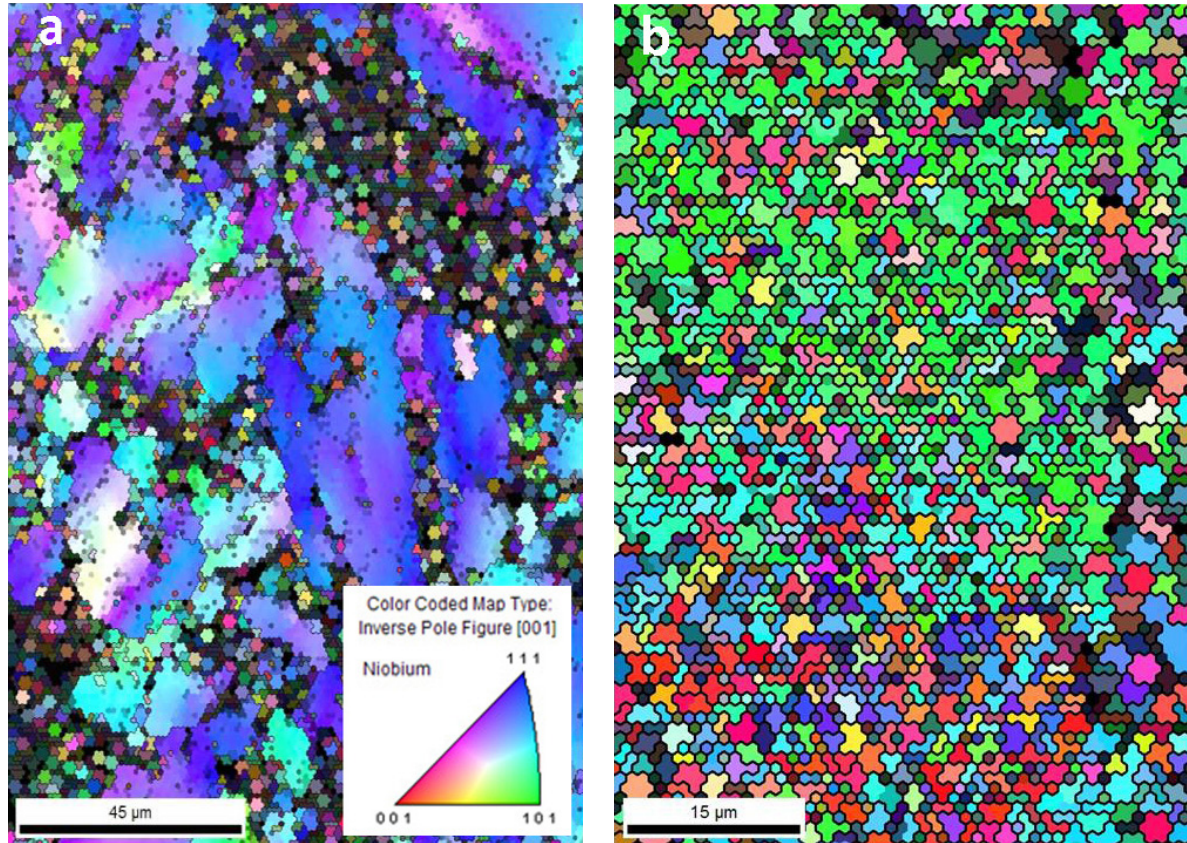 a
b
Color Coded Map Type:
Inverse Pole Figure [001]
Niobium
1 1 1
0 0 1
1 0 1
45 µm
15 µm